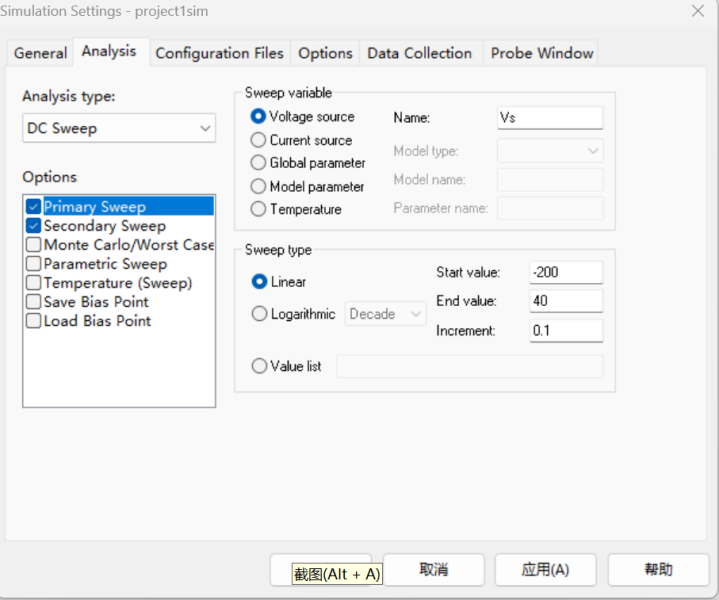 Simulation Settings - project1sim
General Analysis Configuration Files Options Data Collection Probe Window
Analysis type:
DC Sweep
Options
Primary Sweep
Secondary Sweep
Monte Carlo/Worst Case
Parametric Sweep
Temperature (Sweep)
Save Bias Point
Load Bias Point
Sweep variable
Voltage source
Current source
Global parameter
Model parameter
Temperature
Name: Vs
Model type:
Model name:
Parameter name:
Sweep type
Linear
Logarithmic Decade
Value list
Start value: -200
End value: 40
Increment: 0.1
截图(Alt + A) 取消 应用(A) 帮助